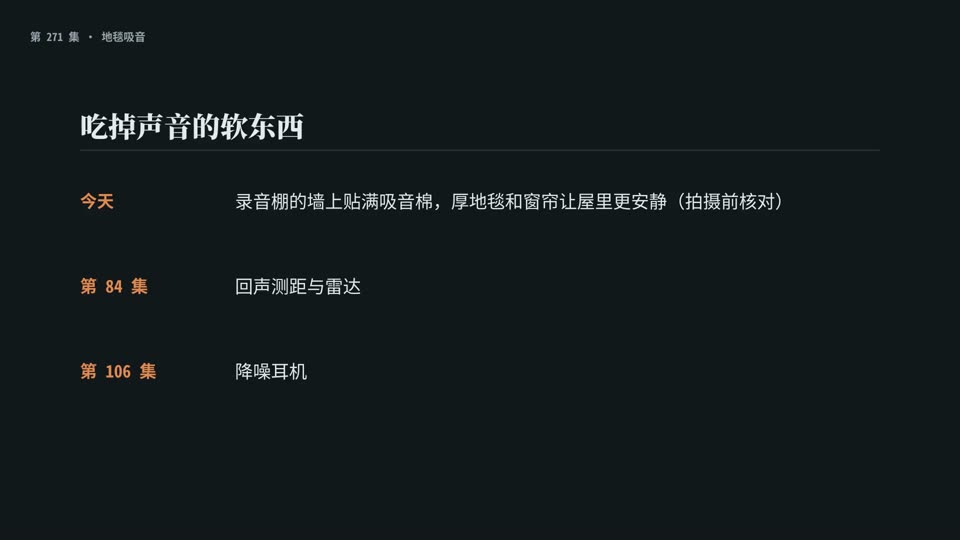 第 271 集 · 地毯吸音
吃掉声音的软东西
今天 录音棚的墙上贴满吸音棉，厚地毯和窗帘让屋里更安静（拍摄前核对）
第 84 集 回声测距与雷达
第 106 集 降噪耳机